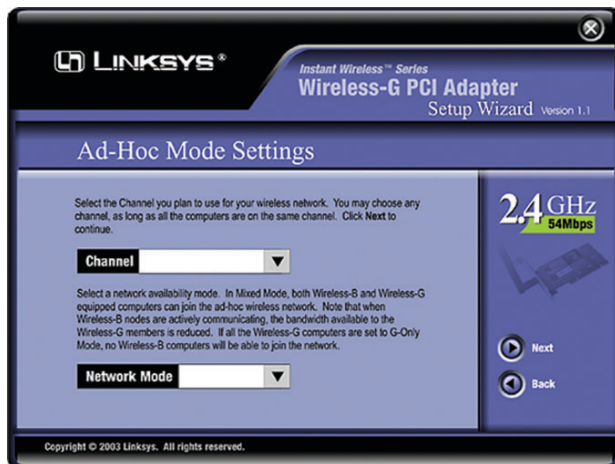 LINKSYS®
Instant Wireless™ Series
Wireless-G PCI Adapter
Setup Wizard Version 1.1
Ad-Hoc Mode Settings
Select the Channel you plan to use for your wireless network. You may choose any
channel, as long as all the computers are on the same channel. Click Next to
continue.
Channel
Select a network availability mode. In Mixed Mode, both Wireless-B and Wireless-G
equipped computers can join the ad-hoc wireless network. Note that when
Wireless-B nodes are actively communicating, the bandwidth available to the
Wireless-G members is reduced. If all the Wireless-G computers are set to G-Only
Mode, no Wireless-B computers will be able to join the network.
Network Mode
2.4 GHz
54Mbps
Next
Back
Copyright © 2003 Linksys. All rights reserved.